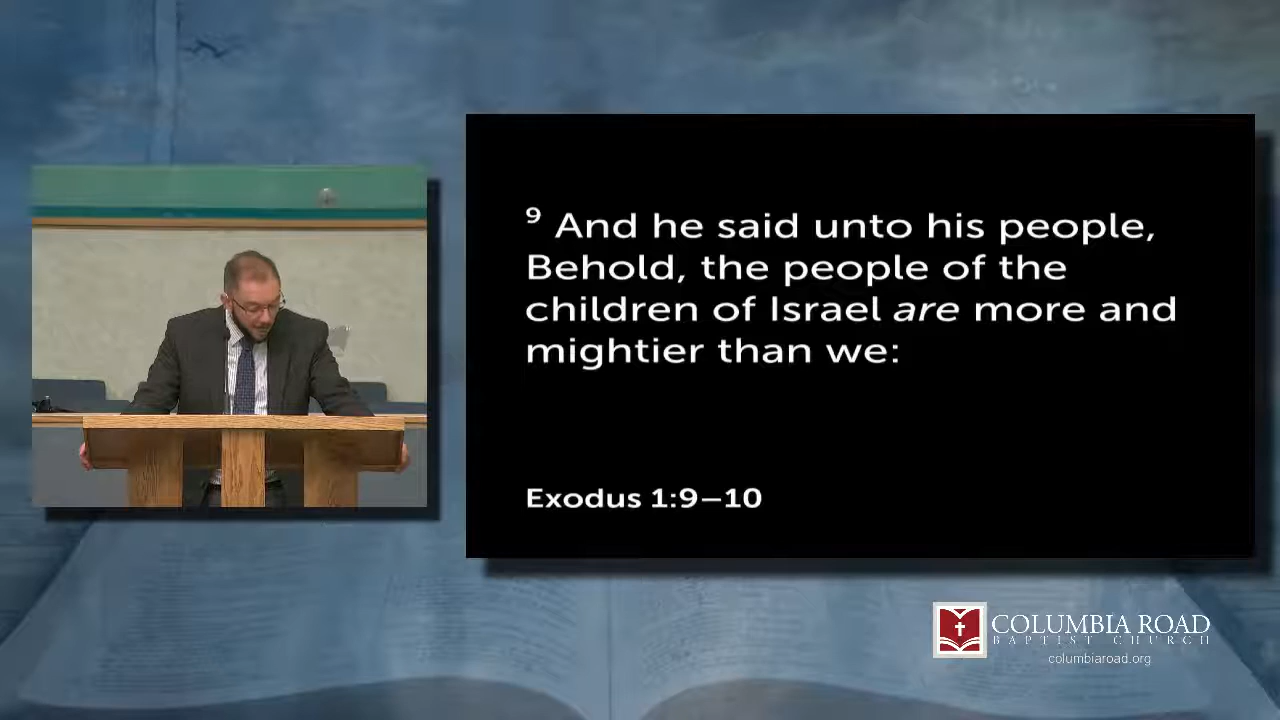 ⁹ And he said unto his people,
Behold, the people of the
children of Israel are more and
mightier than we:
Exodus 1:9–10
COLUMBIA ROAD
BAPTIST CHURCH
columbiaroad.org